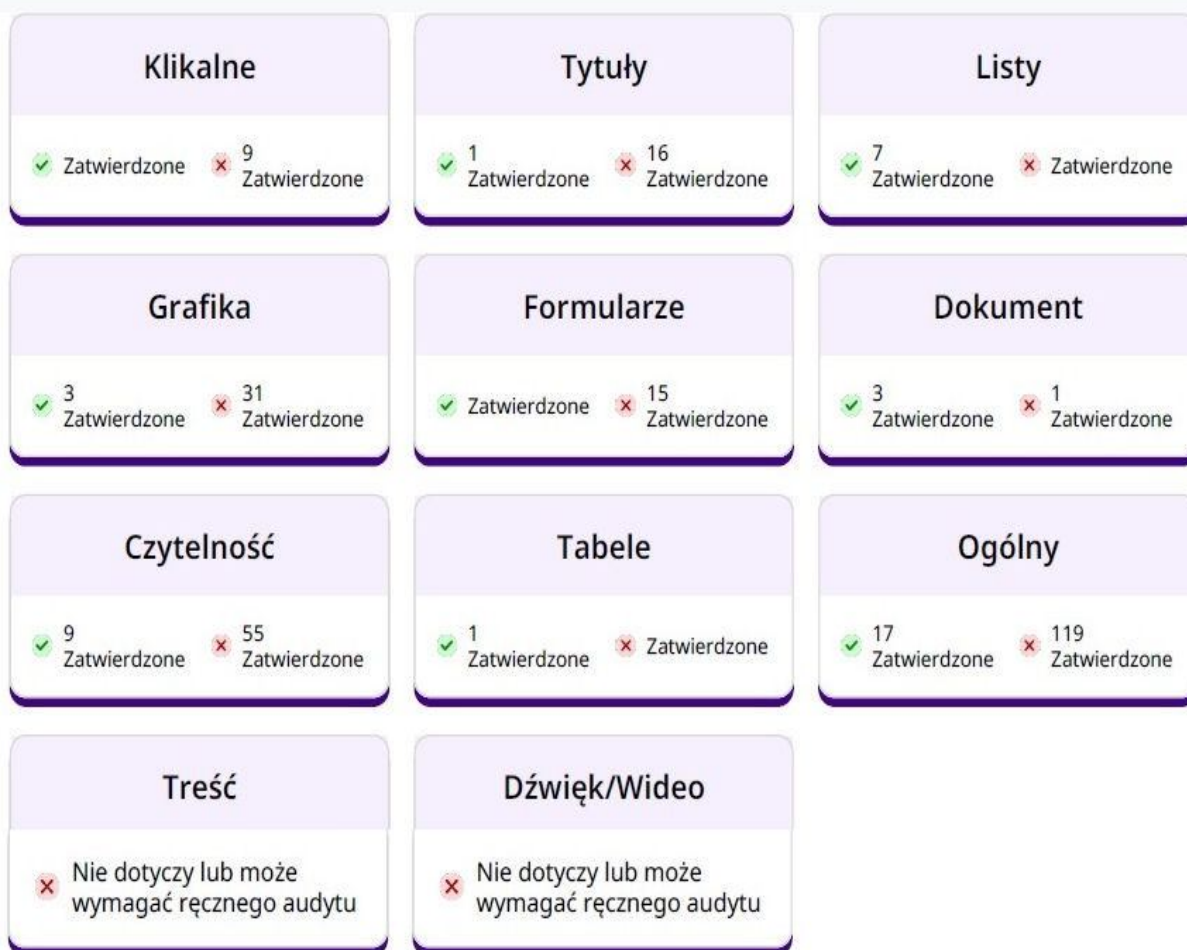 Klikalne
Zatwierdzone
9
Zatwierdzone
Tytuły
1
Zatwierdzone
16
Zatwierdzone
Listy
7
Zatwierdzone
Zatwierdzone
Grafika
3
Zatwierdzone
31
Zatwierdzone
Formularze
Zatwierdzone
15
Zatwierdzone
Dokument
3
Zatwierdzone
1
Zatwierdzone
Czytelność
9
Zatwierdzone
55
Zatwierdzone
Tabele
1
Zatwierdzone
Zatwierdzone
Ogólny
17
Zatwierdzone
119
Zatwierdzone
Treść
Nie dotyczy lub może
wymagać ręcznego audytu
Dźwięk/Wideo
Nie dotyczy lub może
wymagać ręcznego audytu